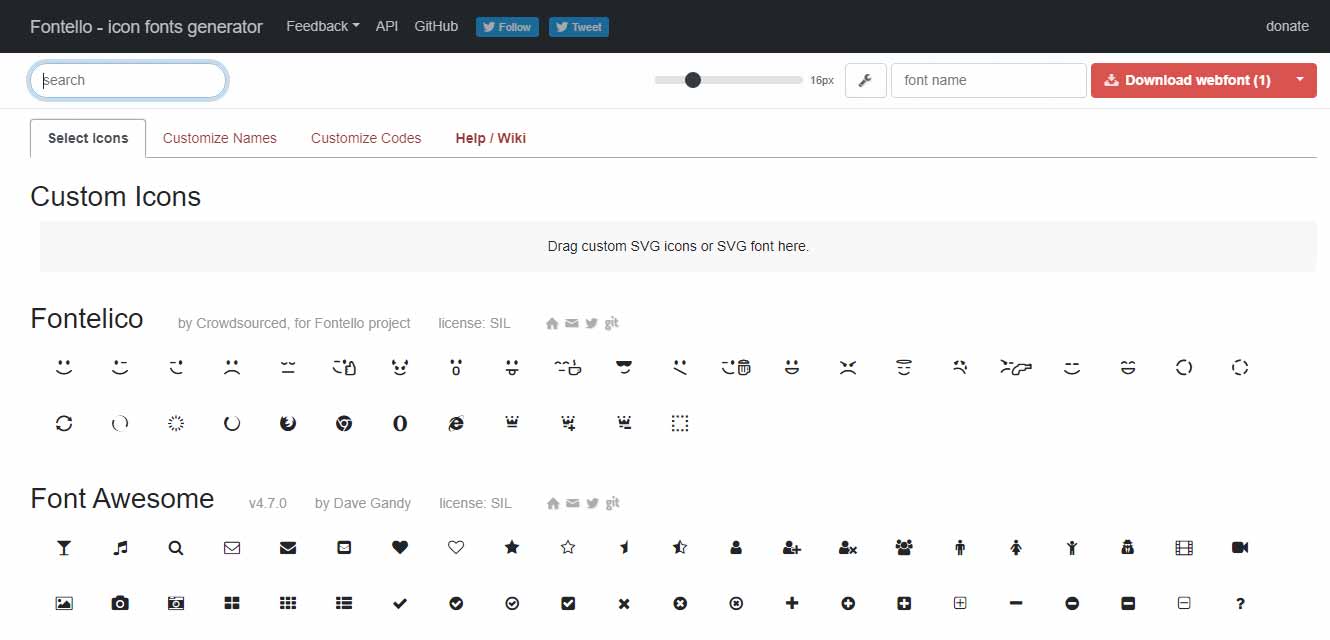 Fontello - icon fonts generator Feedback API GitHub Follow Tweet donate
search 16px font name Download webfont (1)
Select Icons Customize Names Customize Codes Help / Wiki
Custom Icons
Drag custom SVG icons or SVG font here.
Fontelico by Crowdsourced, for Fontello project license: SIL git
Font Awesome v4.7.0 by Dave Gandy license: SIL git